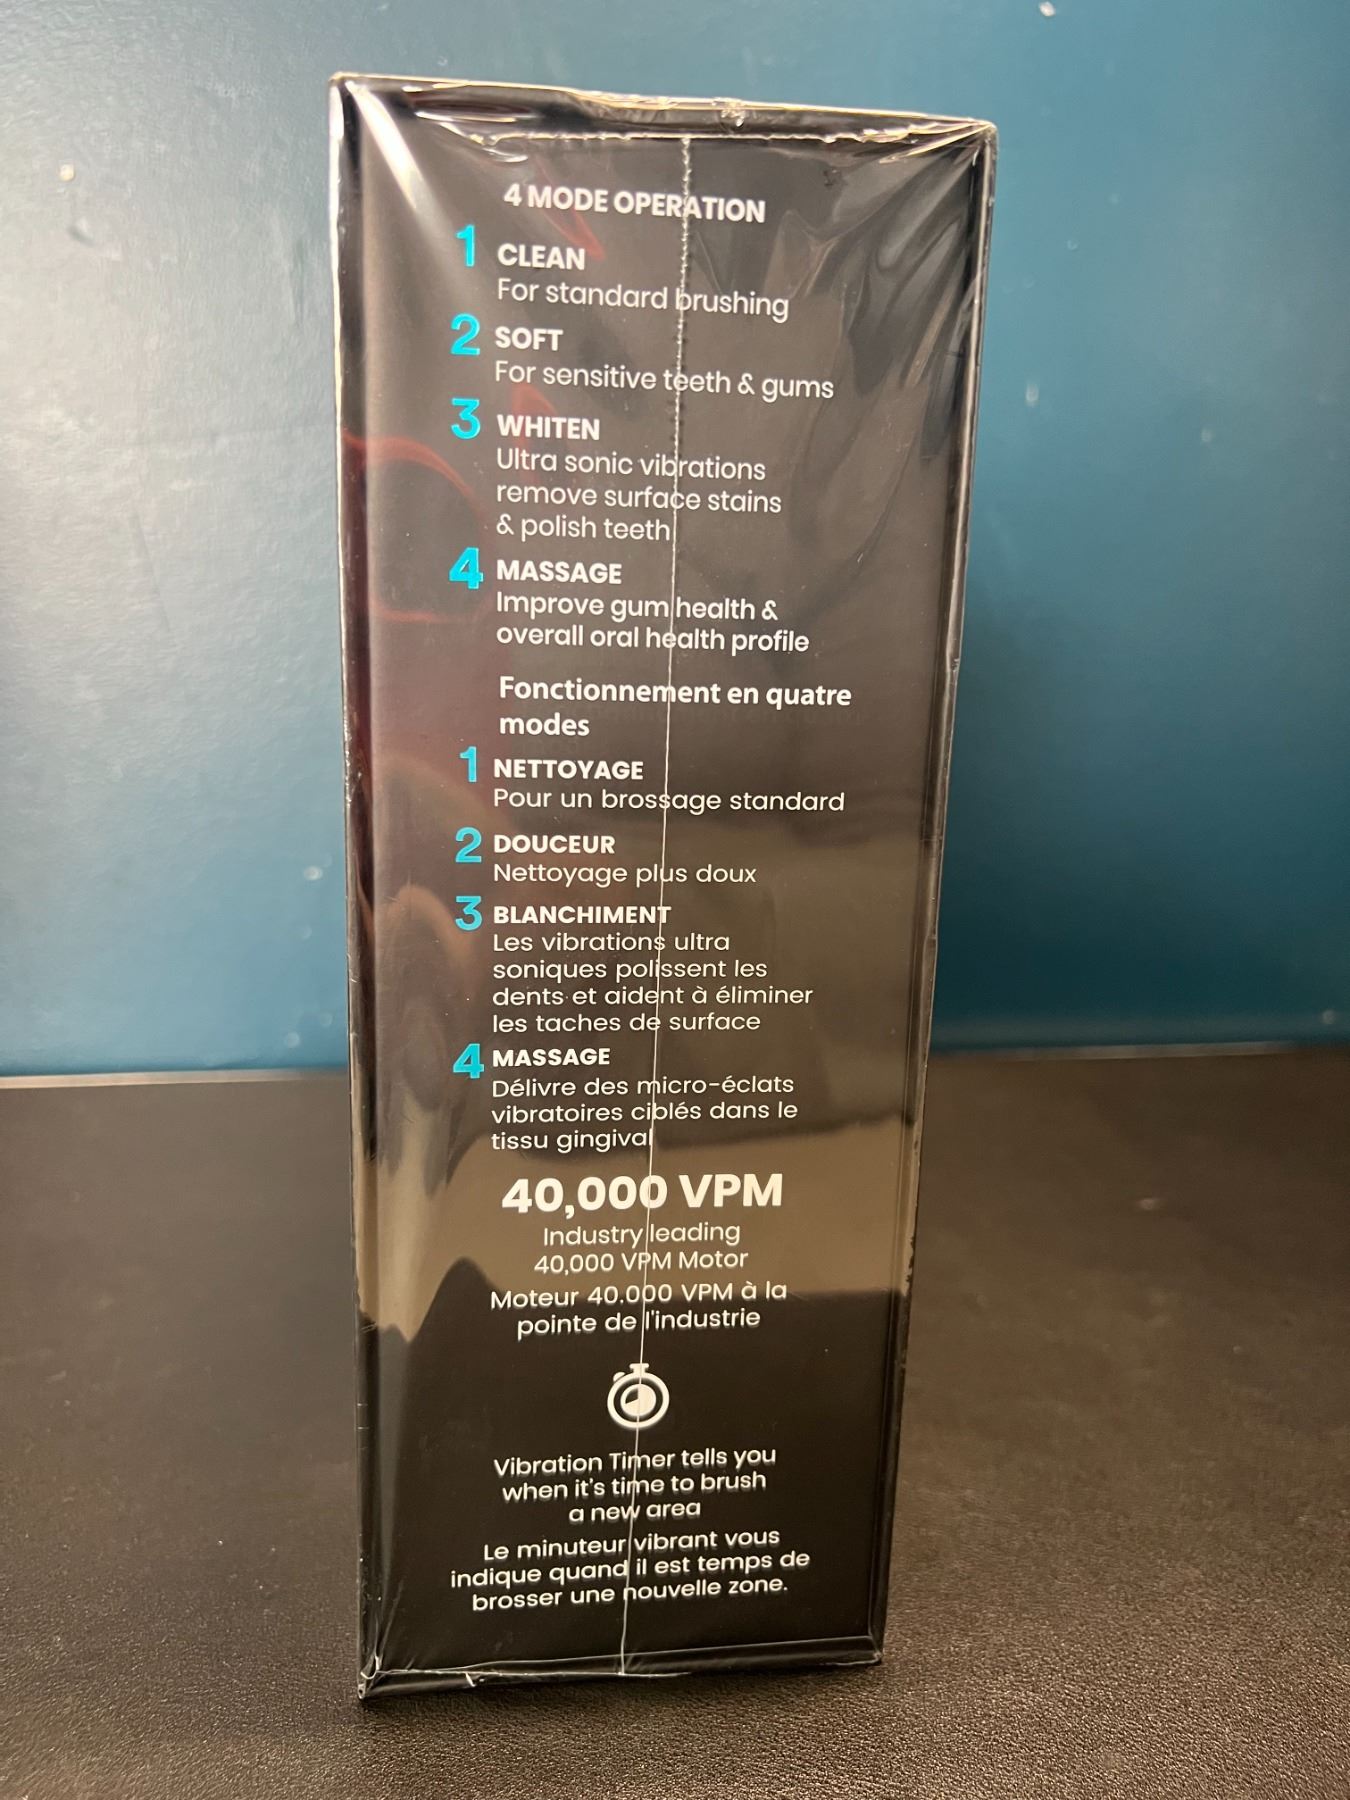 4 MODE OPERATION
1 CLEAN
For standard brushing
2 SOFT
For sensitive teeth & gums
3 WHITEN
Ultra sonic vibrations
remove surface stains
& polish teeth
4 MASSAGE
Improve gum health &
overall oral health profile
Fonctionnement en quatre
modes
1 NETTOYAGE
Pour un brossage standard
2 DOUCEUR
Nettoyage plus doux
3 BLANCHIMENT
Les vibrations ultra
soniques polissent les
dents et aident à éliminer
les taches de surface
4 MASSAGE
Délivre des micro-éclats
vibratoires ciblés dans le
tissu gingival
40,000 VPM
Industry leading
40,000 VPM Motor
Moteur 40.000 VPM à la
pointe de l'industrie
Vibration Timer tells you
when it's time to brush
a new area
Le minuteur vibrant vous
indique quand il est temps de
brosser une nouvelle zone.